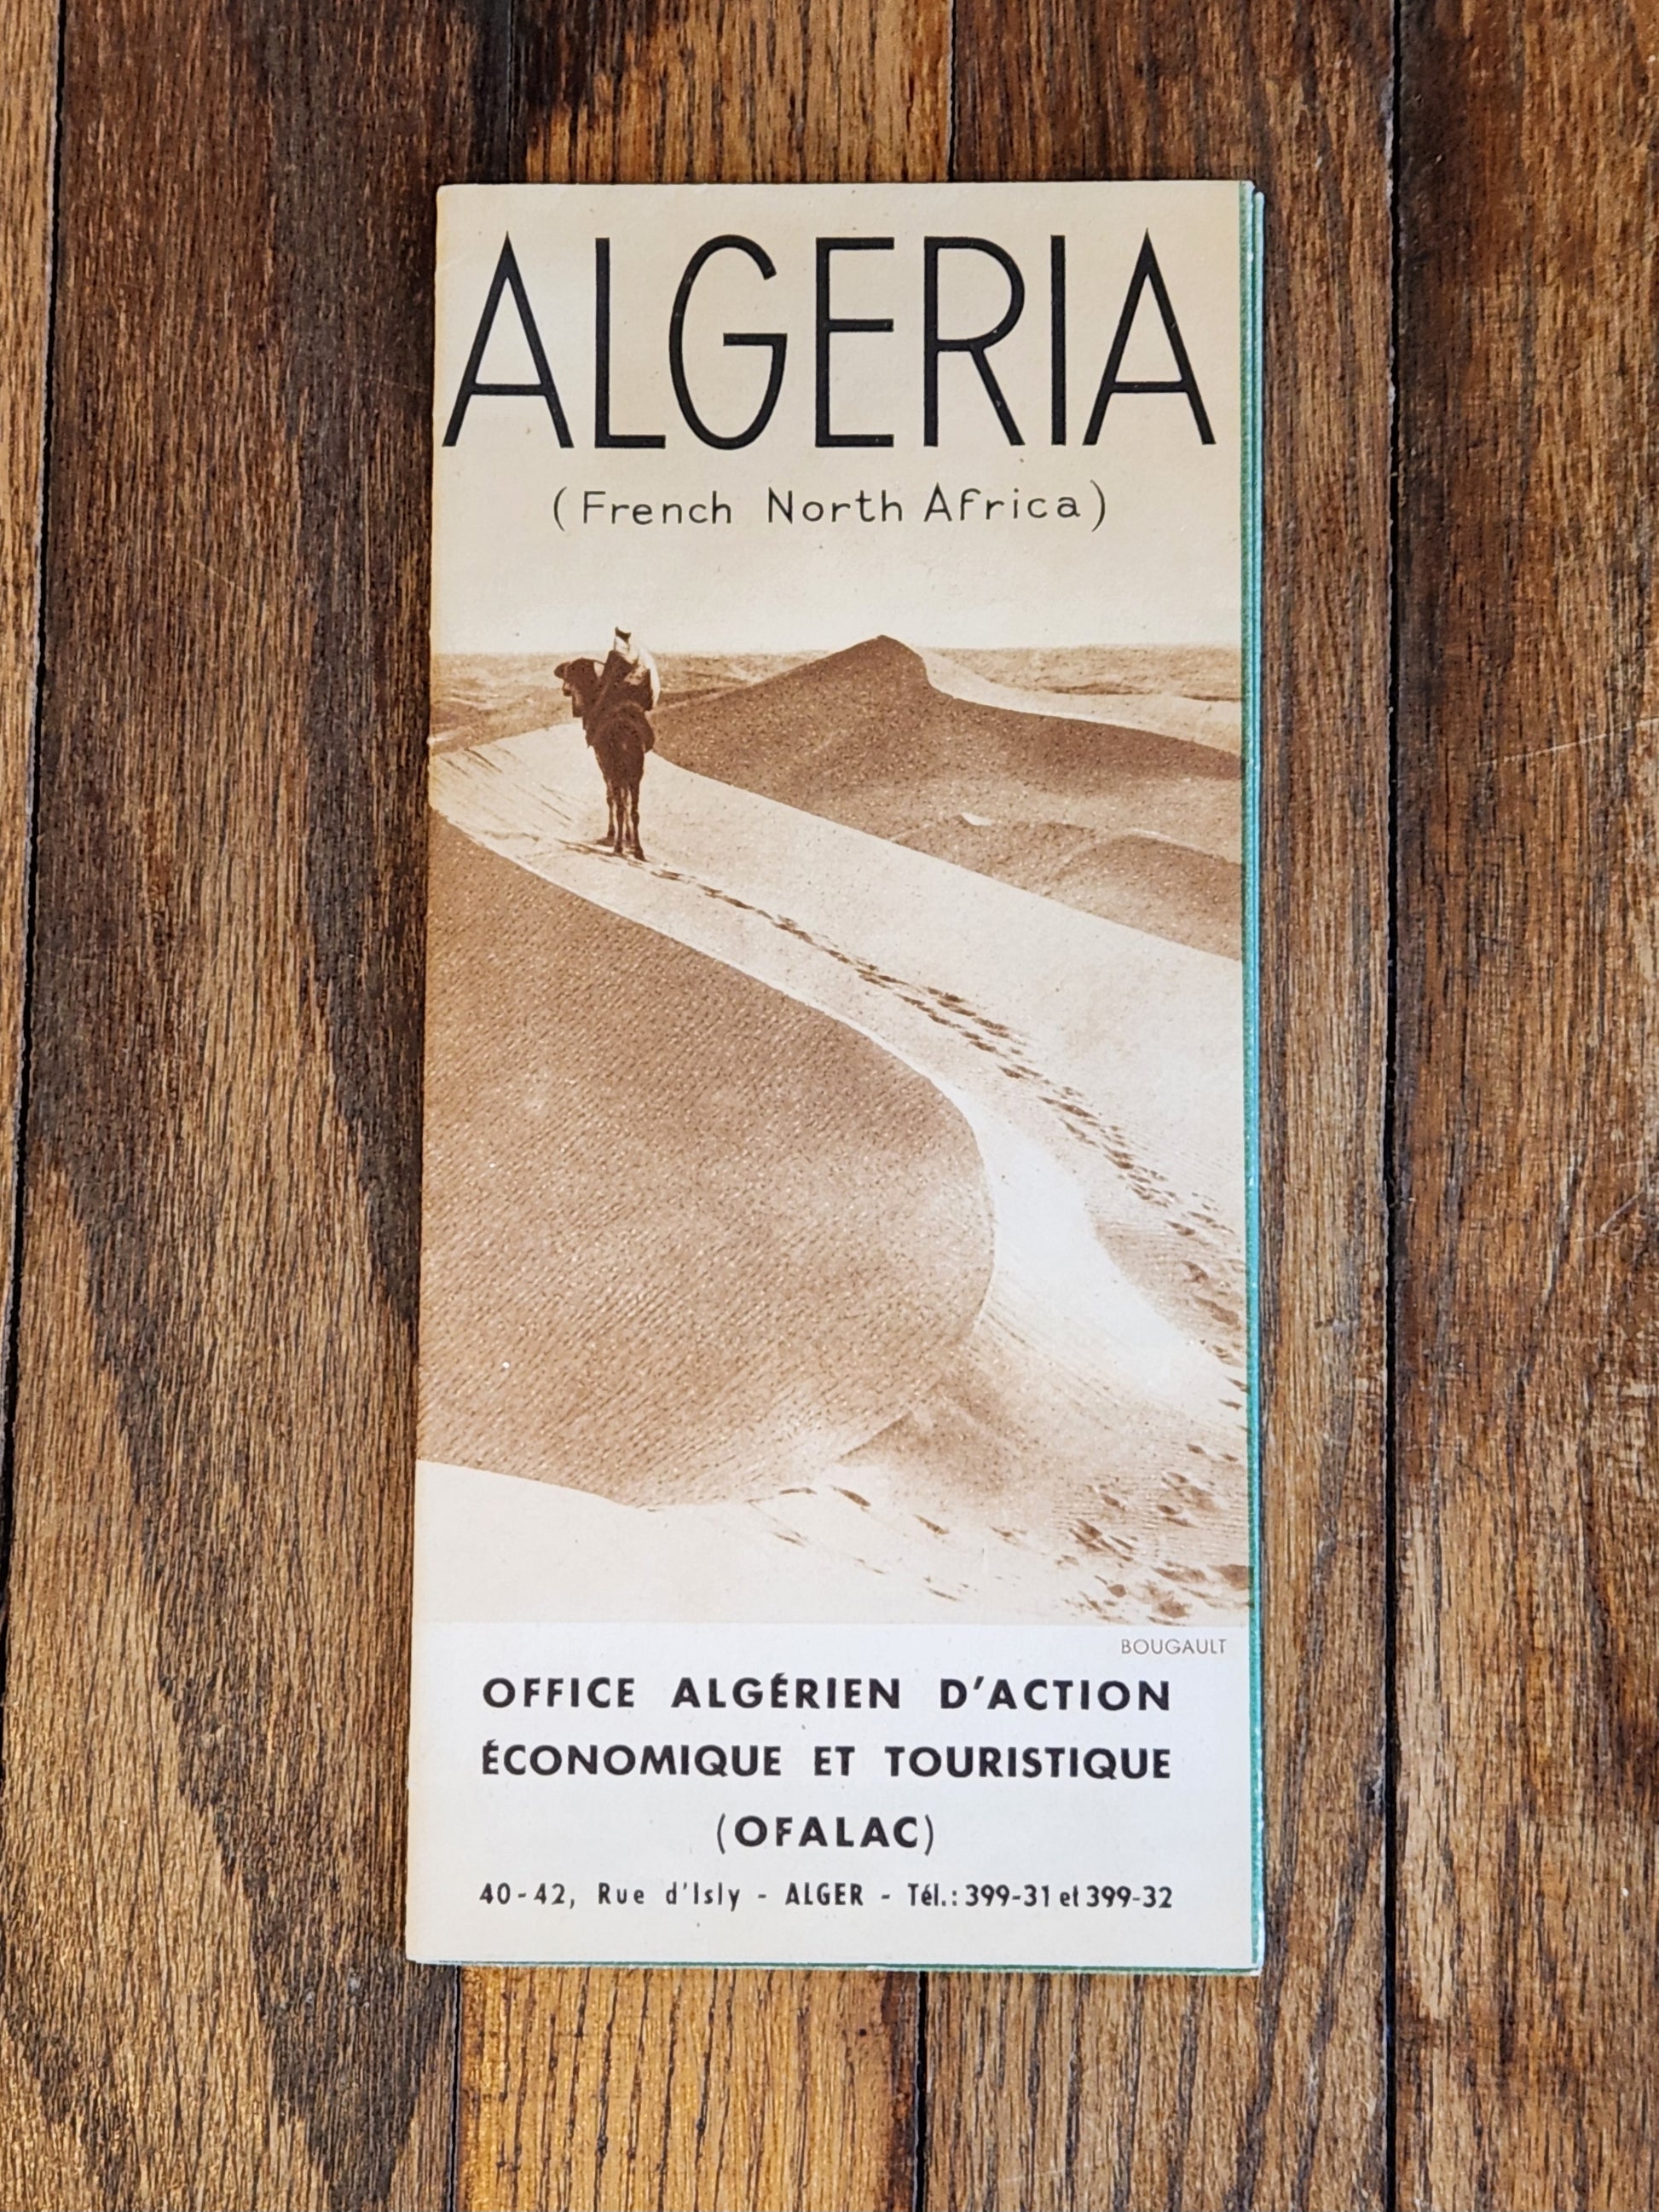 ALGERIA
(French North Africa)
BOUGAULT
OFFICE ALGÉRIEN D'ACTION
ÉCONOMIQUE ET TOURISTIQUE
(OFALAC)
40-42, Rue d'Isly - ALGER - Tél.: 399-31 et 399-32